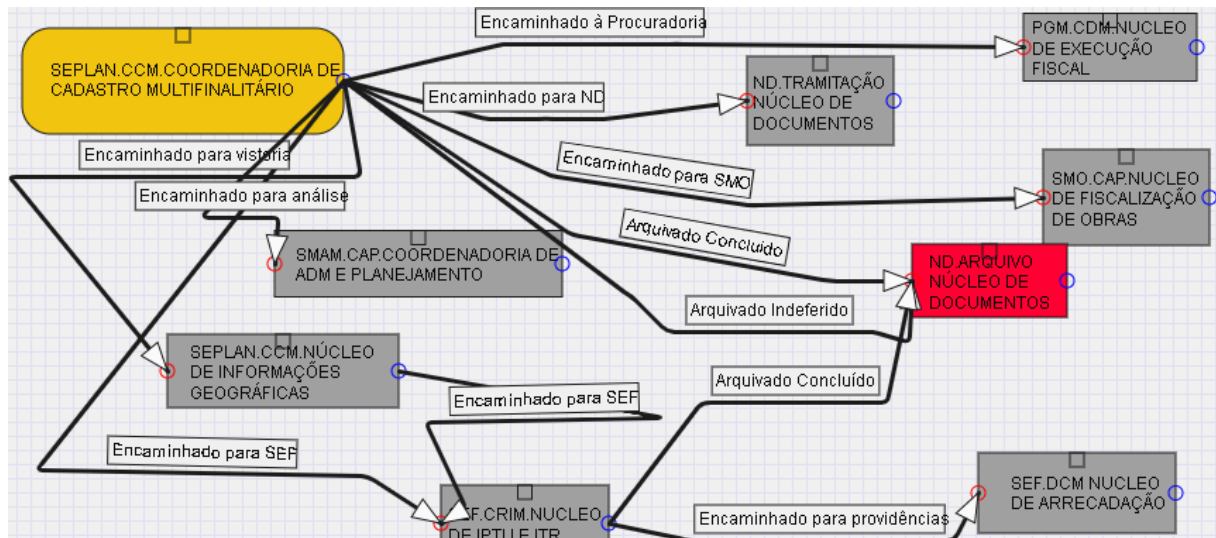 Encaminhado à Procuradoria
PGM.CDM.NUCLEO
DE EXECUÇÃO
FISCAL
SEPLAN.CCM.COORDENADORIA DE
CADASTRO MULTIFINALITÁRIO
ND.TRAMITAÇÃO
NÚCLEO DE
DOCUMENTOS
Encaminhado para ND
Encaminhado para vistoria
Encaminhado para SMO
SMO.CAP.NUCLEO
DE FISCALIZAÇÃO
DE OBRAS
Encaminhado para análise
Arquivado Concluído
SMAM.CAP.COORDENADORIA DE
ADM E PLANEJAMENTO
ND.ARQUIVO
NÚCLEO DE
DOCUMENTOS
Arquivado Indeferido
SEPLAN.CCM.NÚCLEO
DE INFORMAÇÕES
GEOGRÁFICAS
Arquivado Concluído
Encaminhado para SEF
Encaminhado para SEF
SEF.DCM NUCLEO
DE ARRECADAÇÃO
SEF.CRIM.NUCLEO
DE IPTU E ITR
Encaminhado para providências